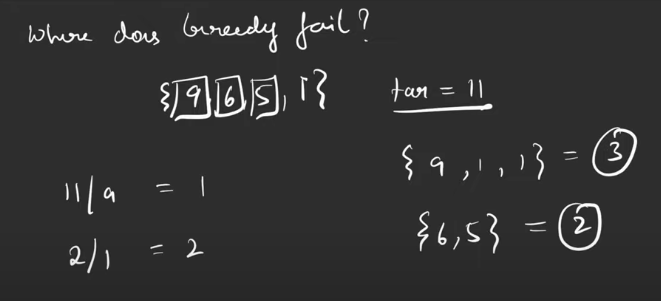 Where does Greedy fail?
{9, 6, 5, 1}
tar = 11
11/9 = 1
2/1 = 2
{9, 1, 1} = 3
{6, 5} = 2